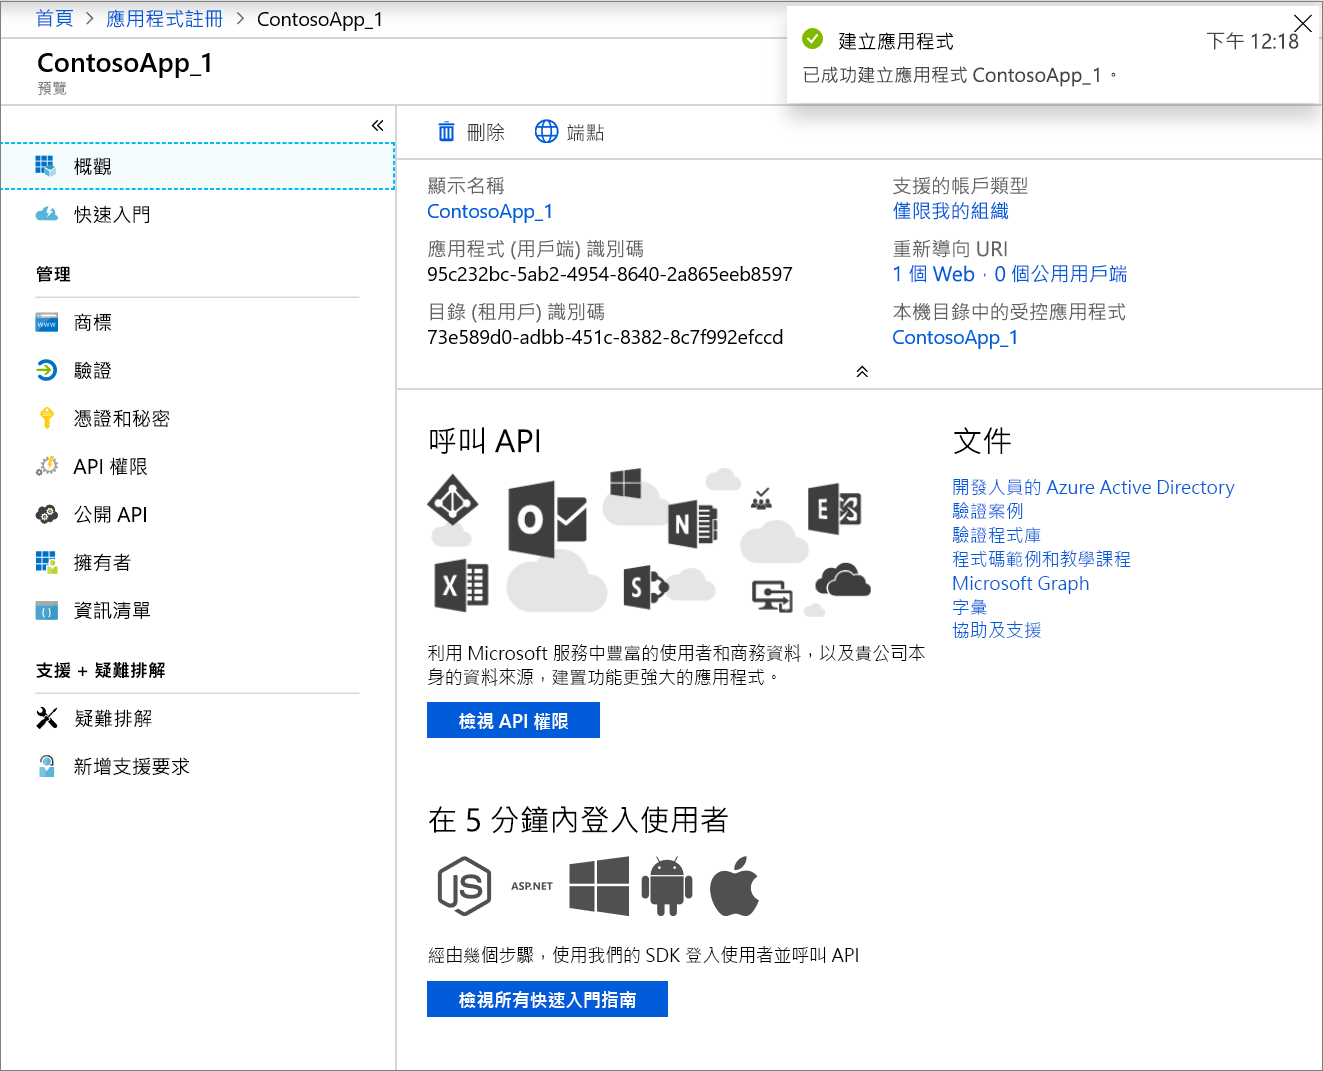 首頁 > 應用程式註冊 > ContosoApp_1
建立應用程式
下午 12:18
已成功建立應用程式 ContosoApp_1。
ContosoApp_1
預覽
«
概觀
快速入門
管理
商標
www
驗證
憑證和秘密
API 權限
公開 API
擁有者
資訊清單
支援 + 疑難排解
疑難排解
新增支援要求
刪除
端點
顯示名稱
ContosoApp_1
應用程式 (用戶端) 識別碼
95c232bc-5ab2-4954-8640-2a865eeb8597
目錄 (租用戶) 識別碼
73e589d0-adbb-451c-8382-8c7f992efccd
支援的帳戶類型
僅限我的組織
重新導向 URI
1 個 Web，0 個公用用戶端
本機目錄中的受控應用程式
ContosoApp_1
呼叫 API
O
N
E
X
S
利用 Microsoft 服務中豐富的使用者和商務資料，以及貴公司本
身的資料來源，建置功能更強大的應用程式。
檢視 API 權限
文件
開發人員的 Azure Active Directory
驗證案例
驗證程式庫
程式碼範例和教學課程
Microsoft Graph
字彙
協助及支援
在 5 分鐘內登入使用者
JS
ASP.NET
經由幾個步驟，使用我們的 SDK 登入使用者並呼叫 API
檢視所有快速入門指南